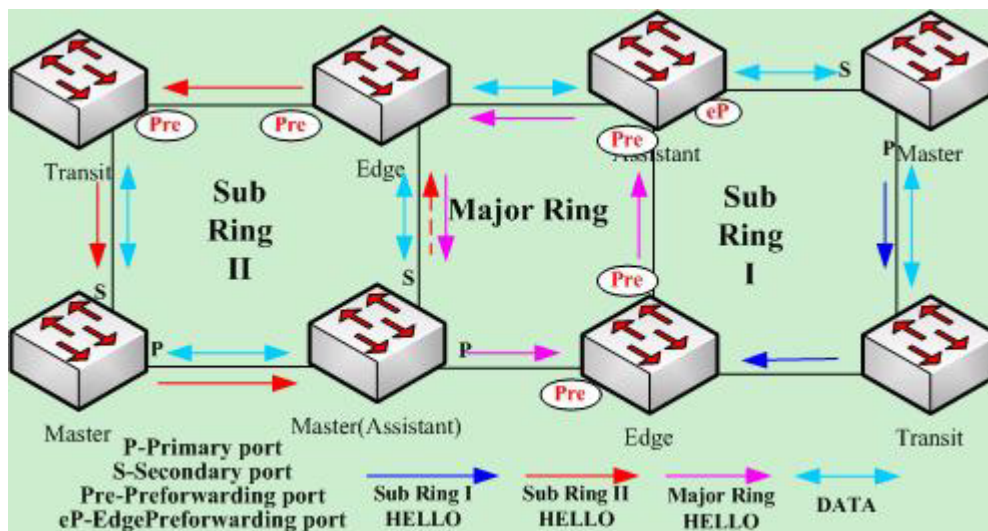 S
eP
Pre
Pre
Pre
Transit
Edge
Assistant
P
Master
Sub
Ring
II
Major Ring
Sub
Ring
I
Pre
S
S
P
P
Pre
Master
Master(Assistant)
Edge
Transit
P-Primary port
S-Secondary port
Pre-Preforwarding port
eP-EdgePreforwarding port
Sub Ring I
HELLO
Sub Ring II
HELLO
Major Ring
HELLO
DATA